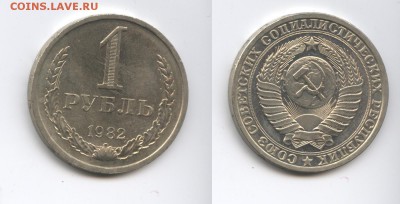 COINS.LAVE.RU
1
РУБЛЬ
1982
СОЮЗ СОВЕТСКИХ СОЦИАЛИСТИЧЕСКИХ РЕСПУБЛИК